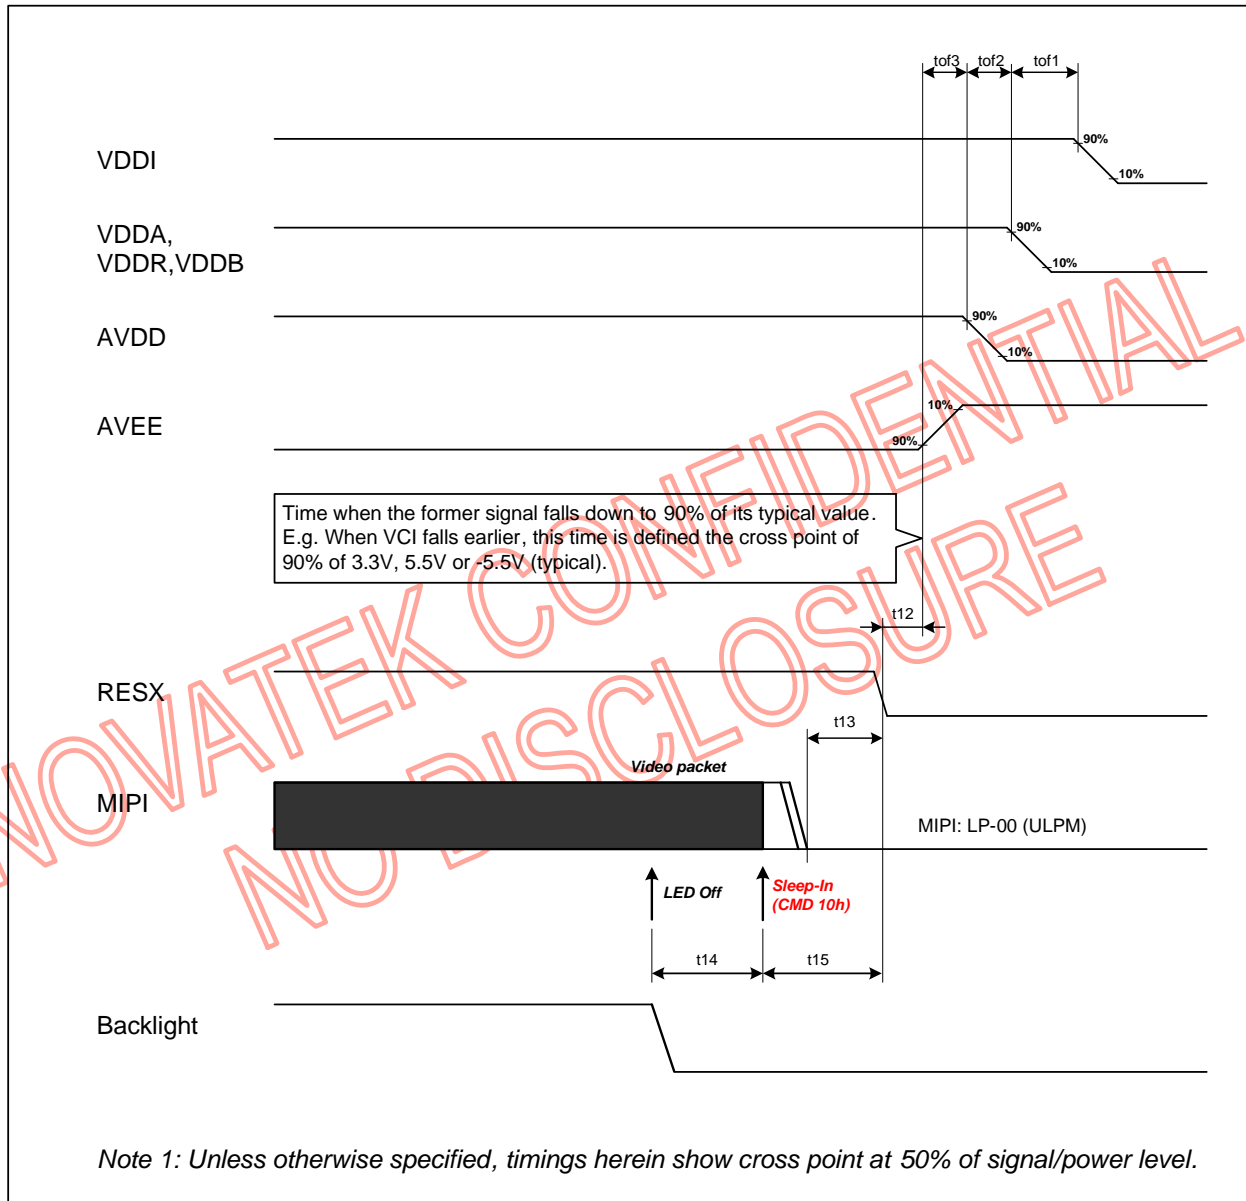 tof3 tof2 tof1
VDDI
90%
10%
VDDA,
VDDR,VDDB
90%
10%
AVDD
90%
10%
AVEE
10%
90%
Time when the former signal falls down to 90% of its typical value.
E.g. When VCI falls earlier, this time is defined the cross point of
90% of 3.3V, 5.5V or -5.5V (typical).
t12
RESX
t13
Video packet
MIPI
MIPI: LP-00 (ULPM)
LED Off
Sleep-In
(CMD 10h)
t14 t15
Backlight
Note 1: Unless otherwise specified, timings herein show cross point at 50% of signal/power level.
NOVATEK CONFIDENTIAL
NO DISCLOSURE